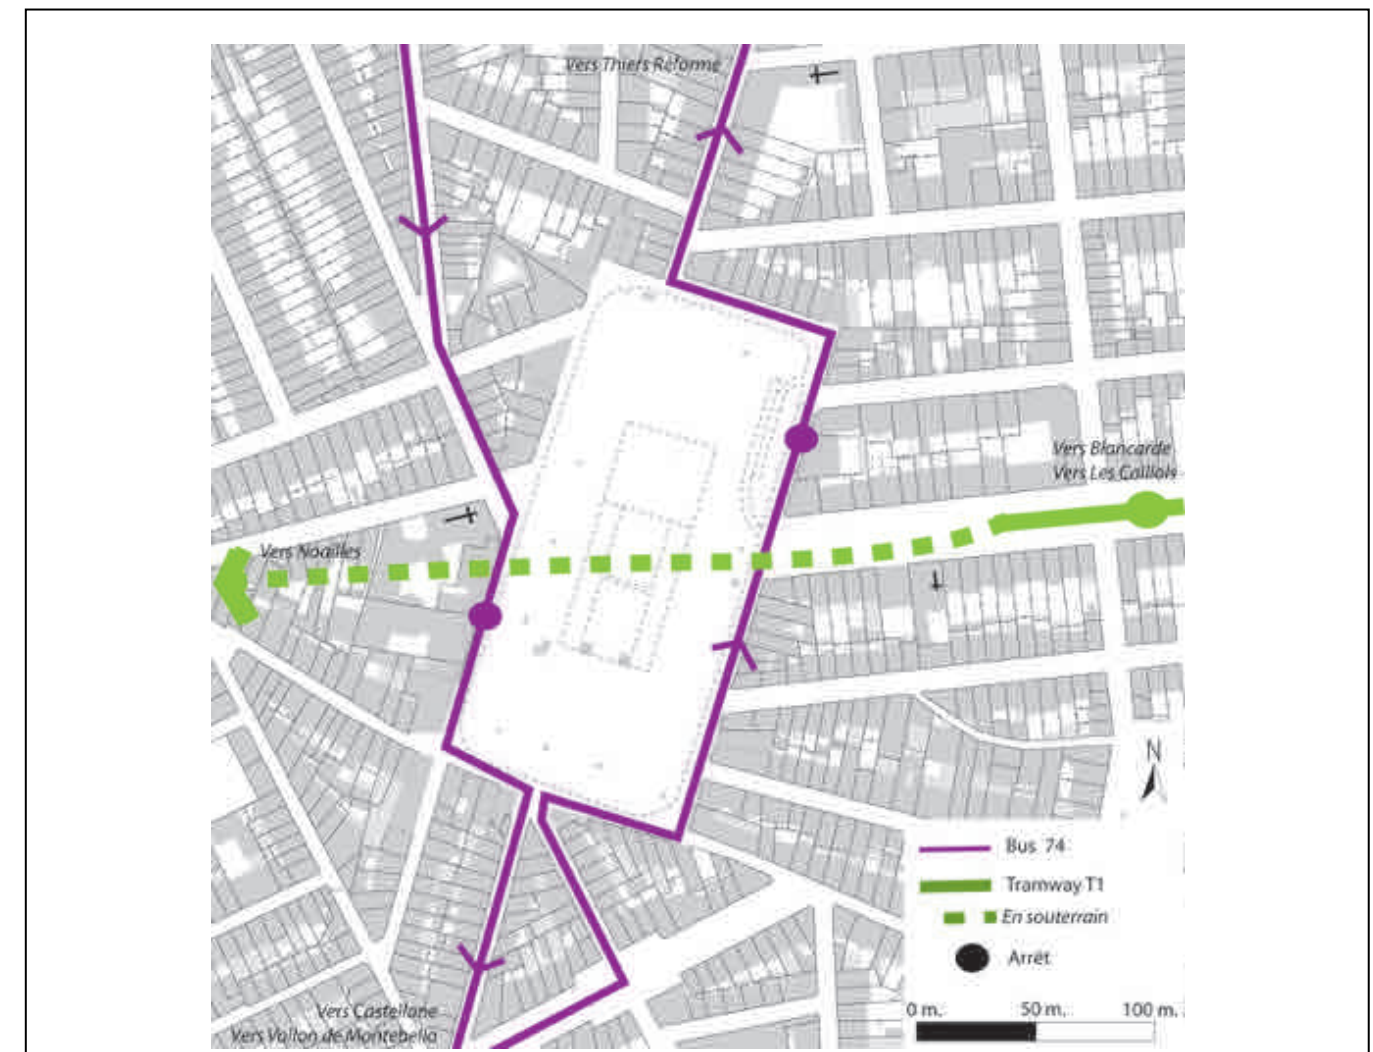 Vers Thiers Réforme
Vers Blancarde
Vers Les Caillols
Vers Noailles
N
Bus 74
Tramway T1
En souterrain
Arrêt
0 m. 50 m. 100 m.
Vers Castellane
Vers Vallon de Montebello